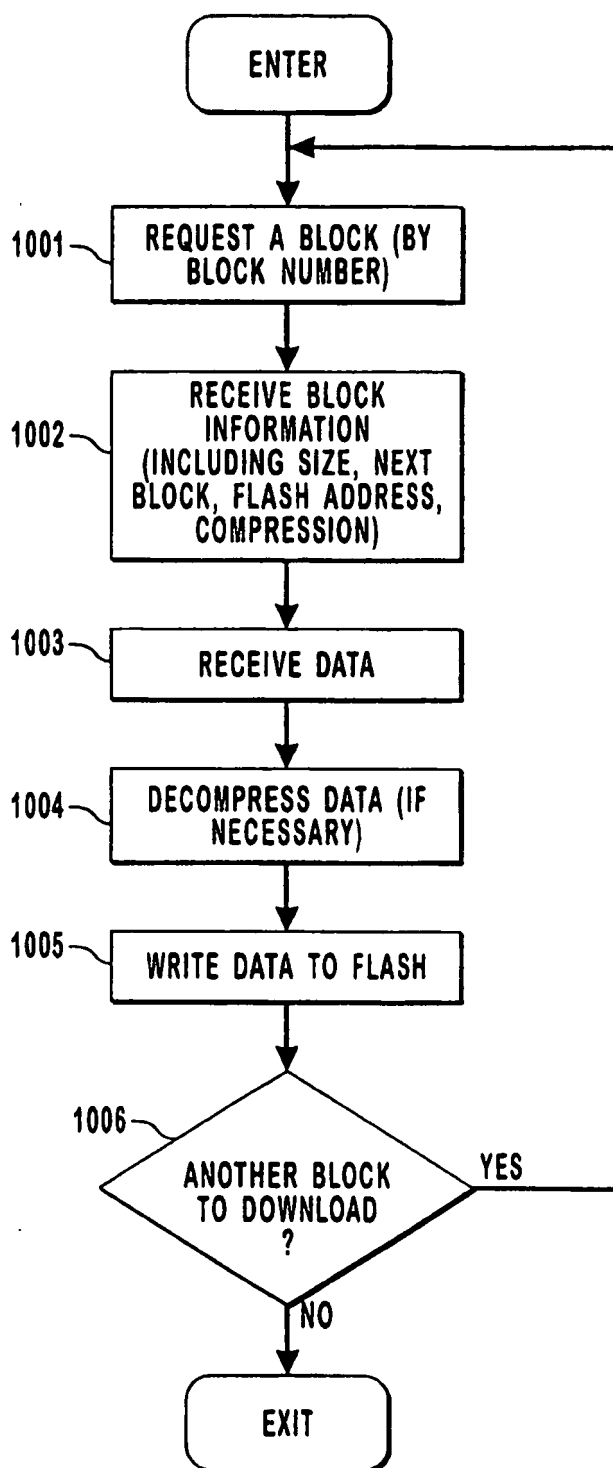 ENTER
1001
REQUEST A BLOCK (BY
BLOCK NUMBER)
1002
RECEIVE BLOCK
INFORMATION
(INCLUDING SIZE, NEXT
BLOCK, FLASH ADDRESS,
COMPRESSION)
1003
RECEIVE DATA
1004
DECOMPRESS DATA (IF
NECESSARY)
1005
WRITE DATA TO FLASH
1006
ANOTHER BLOCK
TO DOWNLOAD
?
YES
NO
EXIT